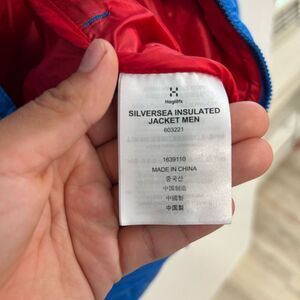 Haglöfs
SILVERSEA INSULATED
JACKET MEN
603221
1639110
MADE IN CHINA
중국산
中国制造
中國製
中国製